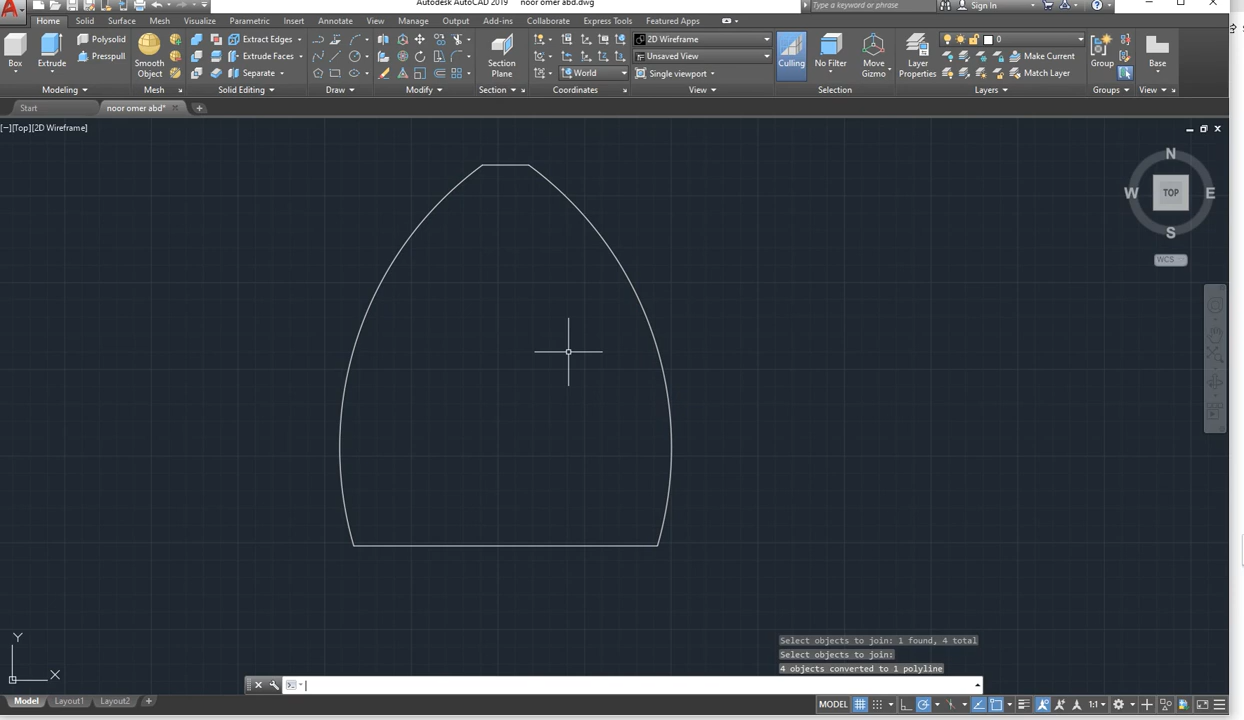 Autodesk AutoCAD 2019 noor omer abd.dwg
Type a keyword or phrase
Sign In
Home Solid Surface Mesh Visualize Parametric Insert Annotate View Manage Output Add-ins Collaborate Express Tools Featured Apps
Polysolid
Extract Edges
2D Wireframe
0
Presspull
Extrude Faces
Unsaved View
Make Current
Box Extrude
Smooth Object
Separate
Section Plane
World
Single viewport
Culling No Filter Move Gizmo
Layer Properties
Match Layer
Group
Base
Modeling Mesh Solid Editing Draw Modify Section Coordinates View Selection Layers Groups View
Start noor omer abd*
[−][Top][2D Wireframe]
N
W TOP E
S
WCS
Y
X
Select objects to join: 1 found, 4 total
Select objects to join:
4 objects converted to 1 polyline
Model Layout1 Layout2
MODEL
1:1